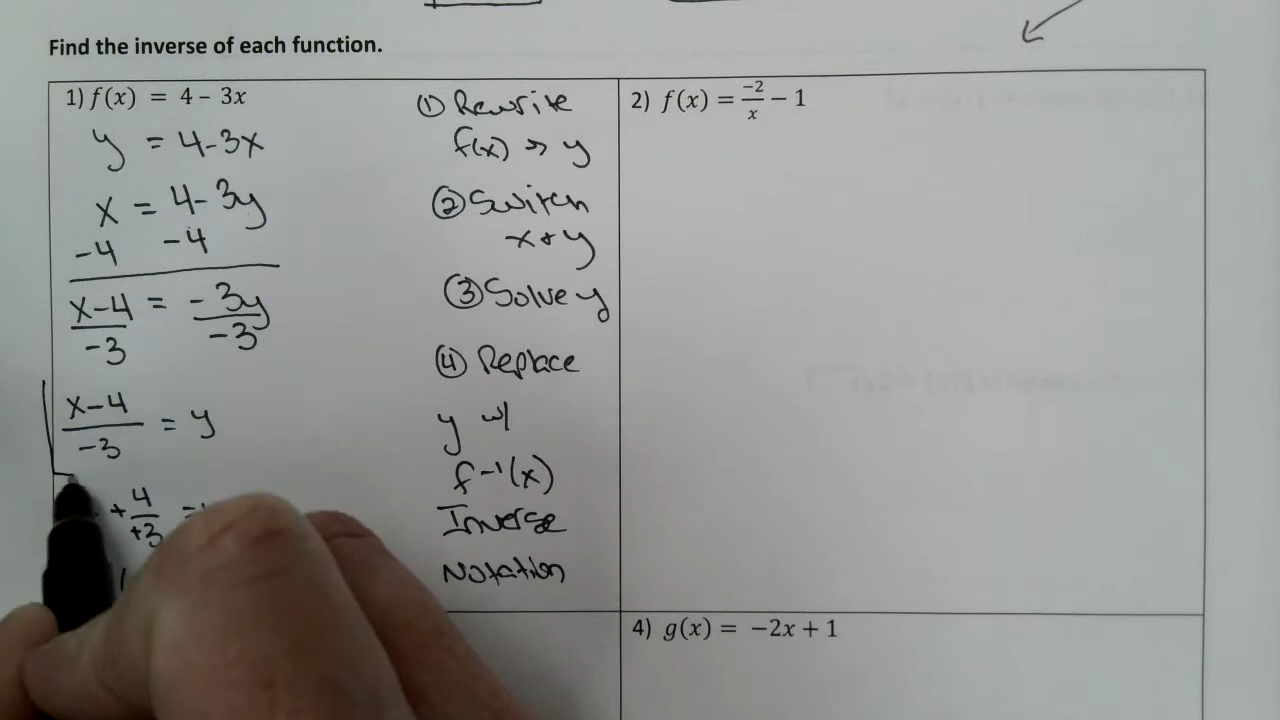 Find the inverse of each function.
1) f(x) = 4 – 3x
y = 4-3x
x = 4-3y
-4 -4
x-4 = -3y
-3 -3
x-4 = y
-3
+ 4 =
+3
① Rewrite
f(x) → y
② Switch
x & y
③ Solve y
④ Replace
y w/
f⁻¹(x)
Inverse
Notation
2) f(x) = -2/x – 1
4) g(x) = −2x + 1